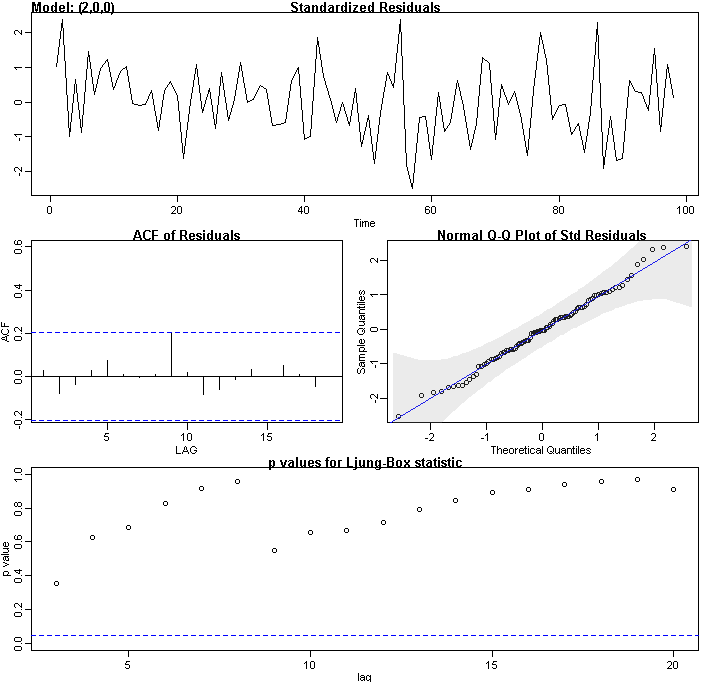 Model: (2,0,0)
Standardized Residuals
2
1
0
-1
-2
0 20 40 60 80 100
Time
ACF of Residuals
0.6
0.4
0.2
0.0
-0.2
ACF
5 10 15
LAG
Normal Q-Q Plot of Std Residuals
2
1
0
-1
-2
Sample Quantiles
-2 -1 0 1 2
Theoretical Quantiles
p values for Ljung-Box statistic
1.0
0.8
0.6
0.4
0.2
0.0
p value
5 10 15 20
lag